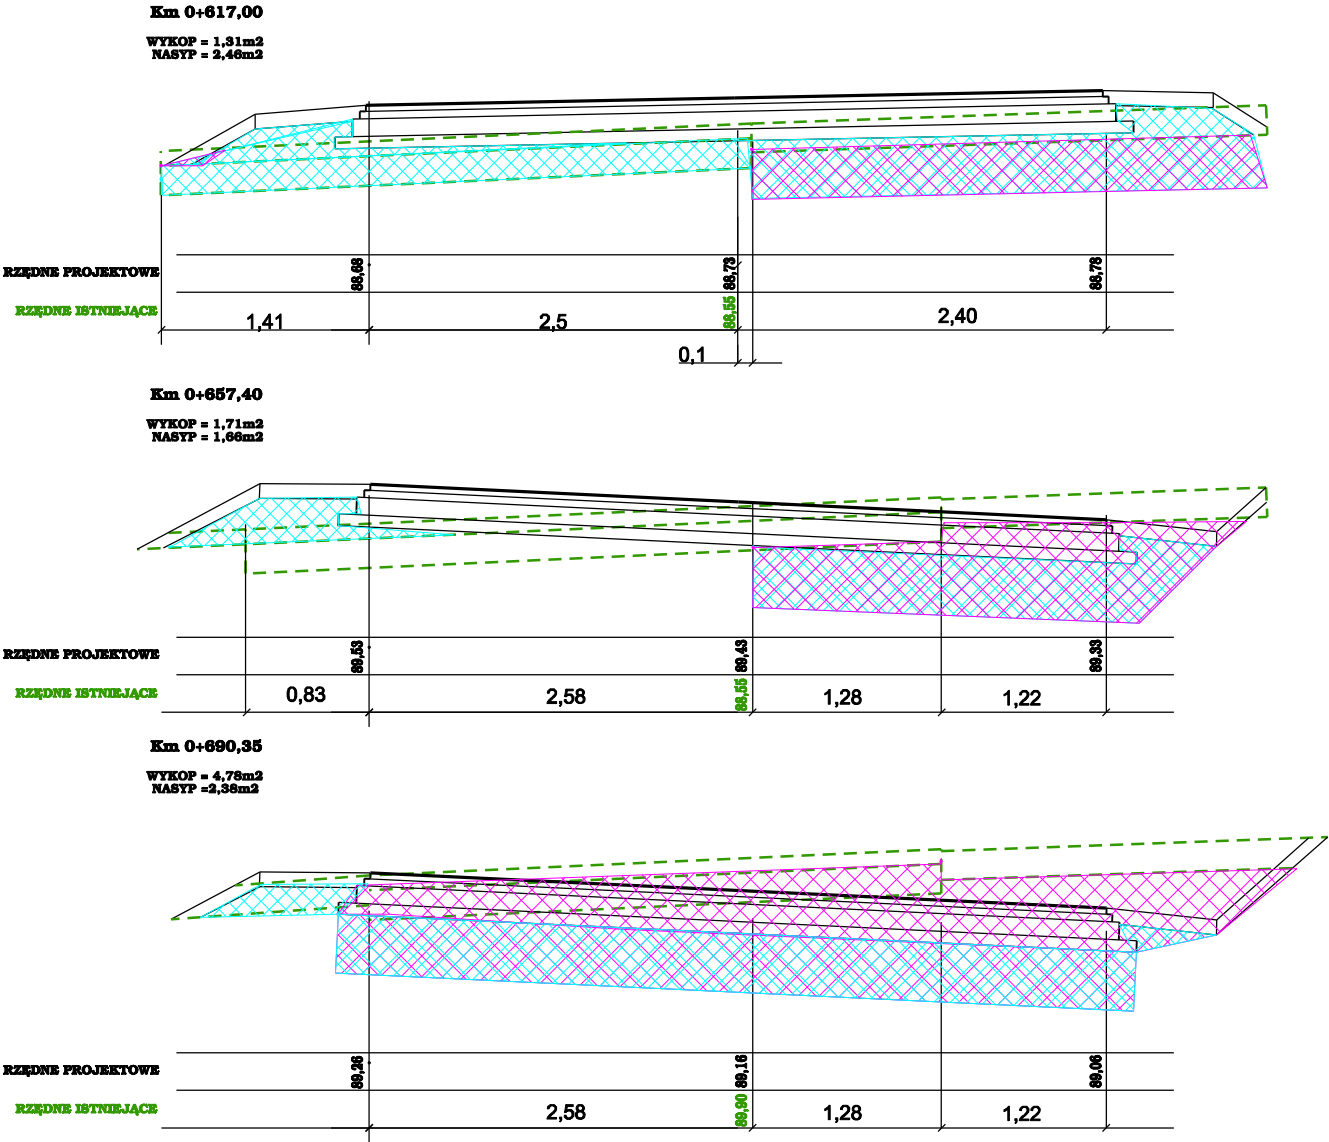 Km 0+617,00
WYKOP = 1,31m2
NASYP = 2,46m2
RZĘDNE PROJEKTOWE
88,68
88,73
88,78
RZĘDNE ISTNIEJĄCE
88,55
1,41
2,5
2,40
0,1
Km 0+657,40
WYKOP = 1,71m2
NASYP = 1,66m2
RZĘDNE PROJEKTOWE
89,53
89,43
89,33
RZĘDNE ISTNIEJĄCE
88,55
0,83
2,58
1,28
1,22
Km 0+690,35
WYKOP = 4,78m2
NASYP =2,38m2
RZĘDNE PROJEKTOWE
89,26
89,16
89,06
RZĘDNE ISTNIEJĄCE
89,90
2,58
1,28
1,22